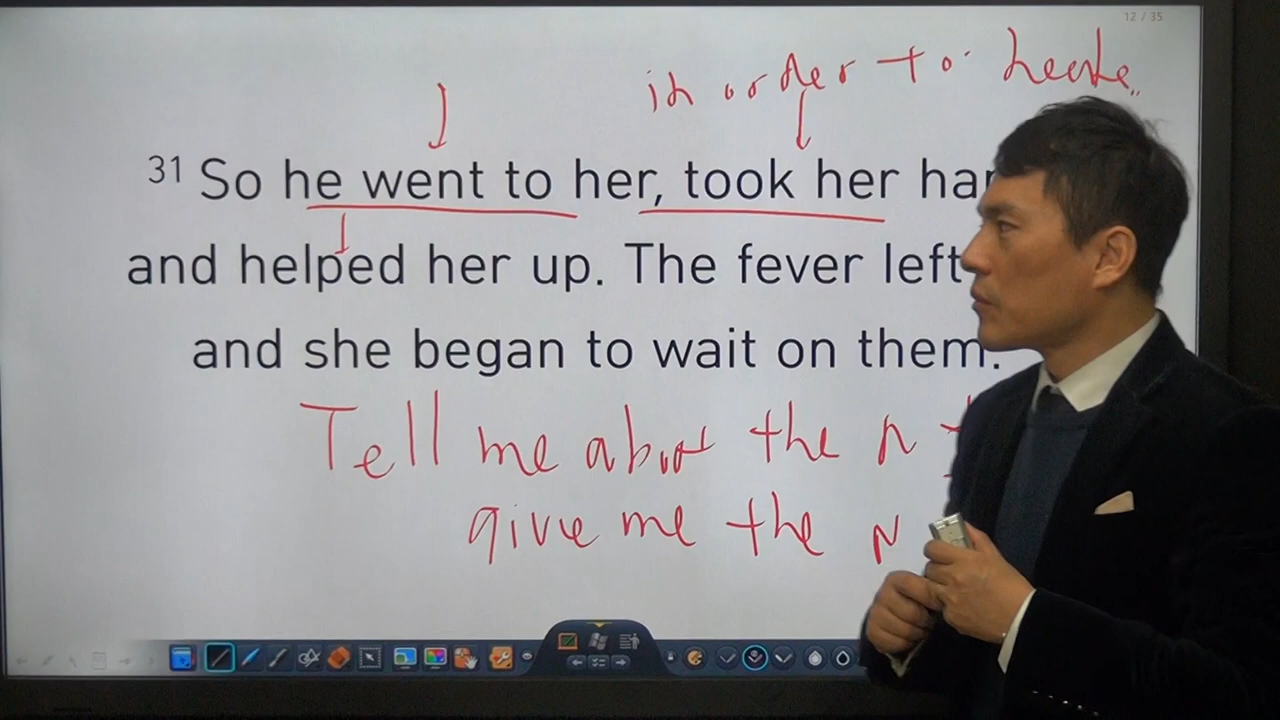 12 / 35
in order to
31 So he went to her, took her
and helped her up. The fever left
and she began to wait on them.
Tell me about the
give me the